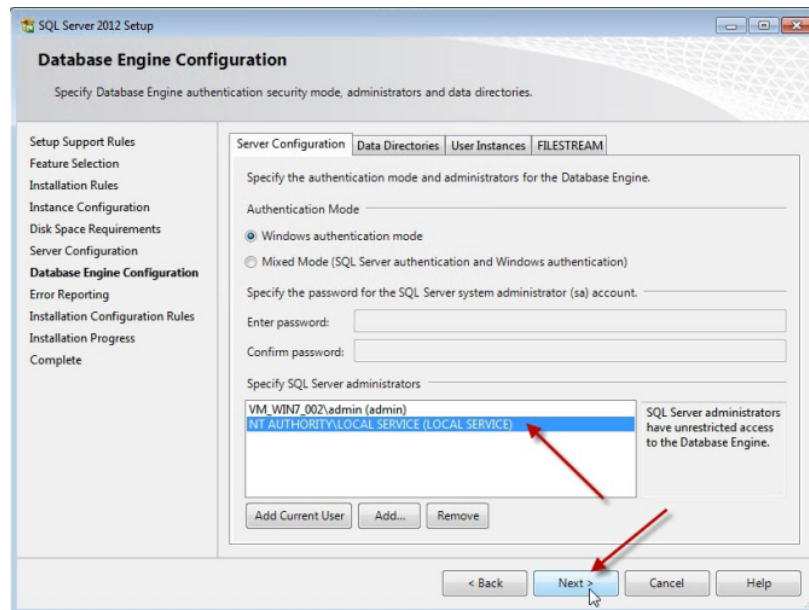 SQL Server 2012 Setup
Database Engine Configuration
Specify Database Engine authentication security mode, administrators and data directories.
Setup Support Rules
Feature Selection
Installation Rules
Instance Configuration
Disk Space Requirements
Server Configuration
Database Engine Configuration
Error Reporting
Installation Configuration Rules
Installation Progress
Complete
Server Configuration Data Directories User Instances FILESTREAM
Specify the authentication mode and administrators for the Database Engine.
Authentication Mode
Windows authentication mode
Mixed Mode (SQL Server authentication and Windows authentication)
Specify the password for the SQL Server system administrator (sa) account.
Enter password:
Confirm password:
Specify SQL Server administrators
VM_WIN7_002\admin (admin)
NT AUTHORITY\LOCAL SERVICE (LOCAL SERVICE)
SQL Server administrators
have unrestricted access
to the Database Engine.
Add Current User Add... Remove
< Back Next > Cancel Help